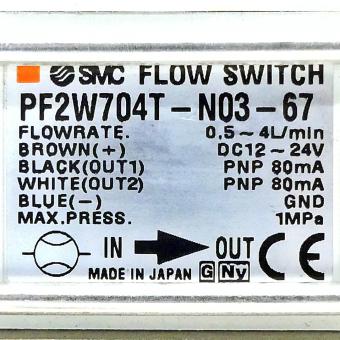 SMC FLOW SWITCH
PF2W704T-N03-67
FLOWRATE. 0,5~4L/min
BROWN(+) DC12~24V
BLACK(OUT1) PNP 80mA
WHITE(OUT2) PNP 80mA
BLUE(-) GND
MAX.PRESS. 1MPa
IN OUT CE
MADE IN JAPAN G Ny